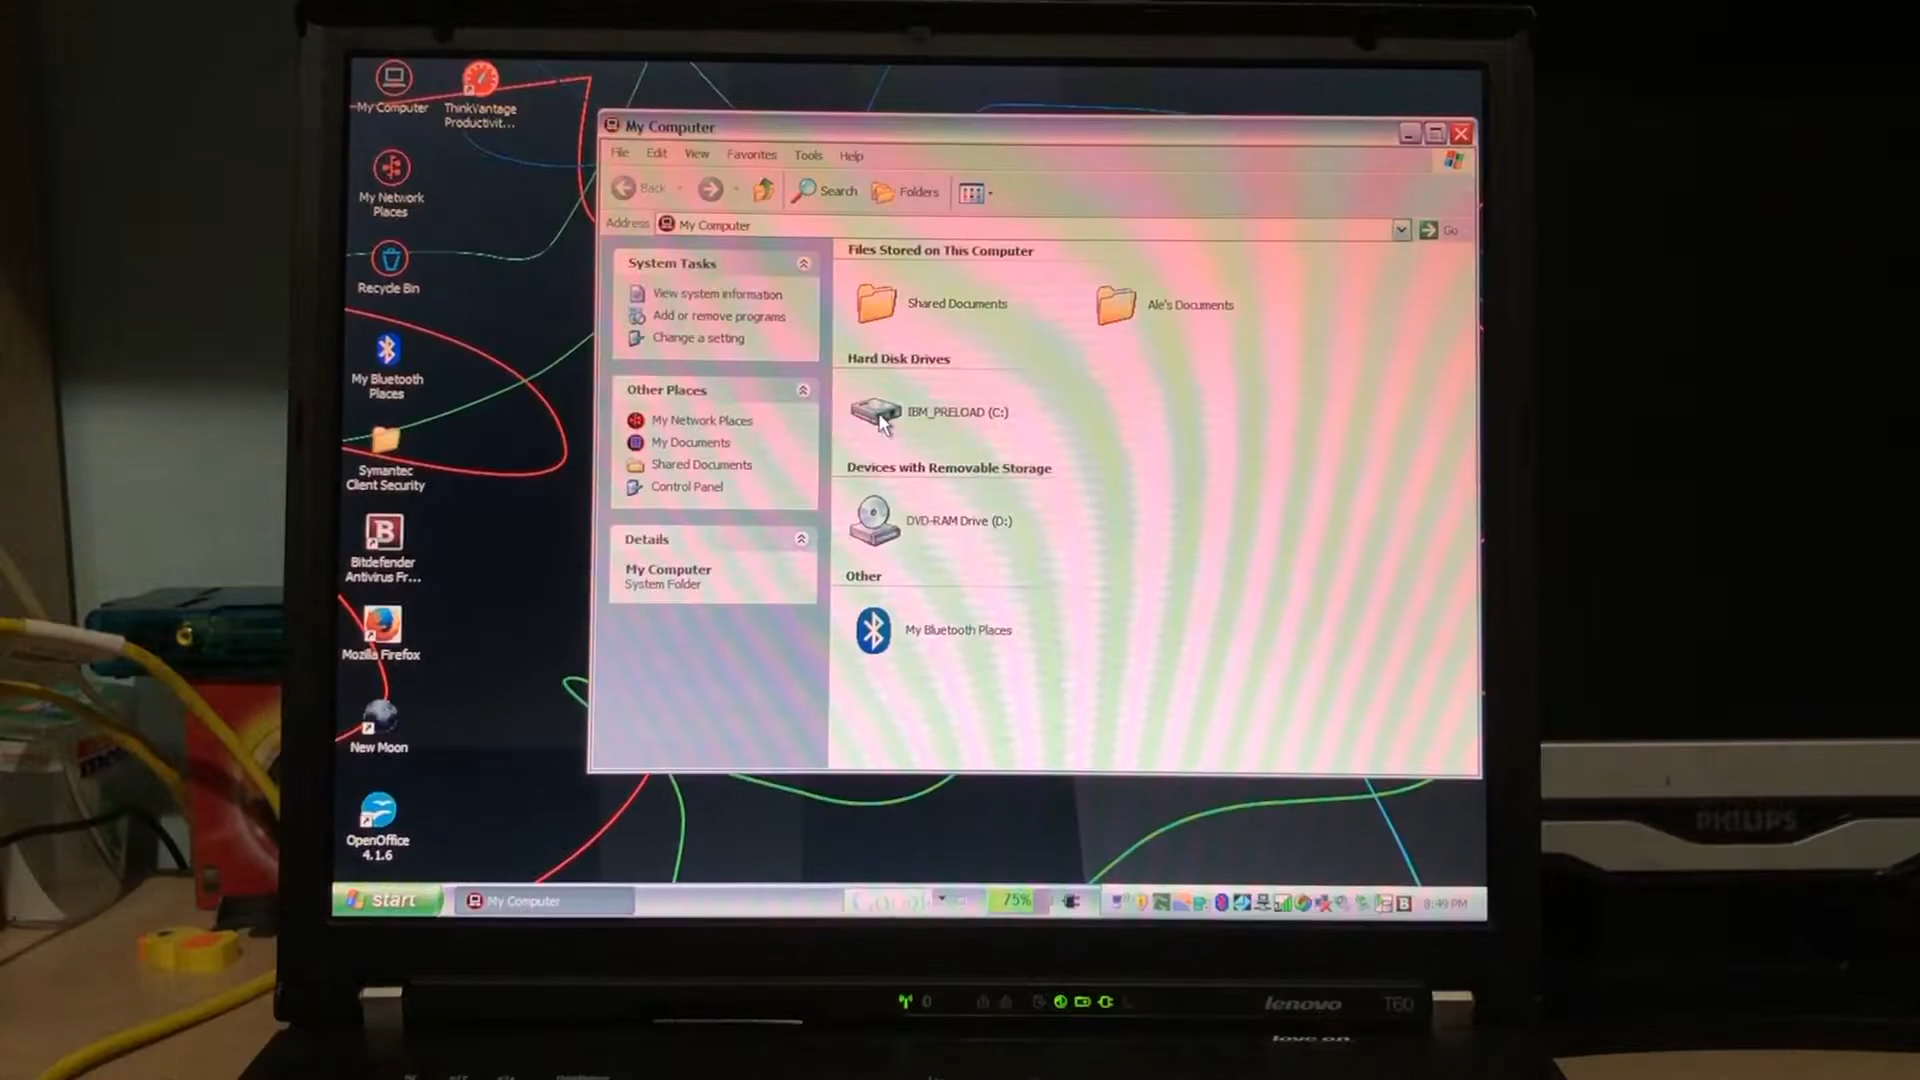 My Computer
ThinkVantage
Productivit...
My Network
Places
Recycle Bin
My Bluetooth
Places
Symantec
Client Security
Bitdefender
Antivirus Fr...
Mozilla Firefox
New Moon
OpenOffice
4.1.6
My Computer
File Edit View Favorites Tools Help
Back Search Folders
Address My Computer Go
System Tasks
View system information
Add or remove programs
Change a setting
Other Places
My Network Places
My Documents
Shared Documents
Control Panel
Details
My Computer
System Folder
Files Stored on This Computer
Shared Documents
Ale's Documents
Hard Disk Drives
IBM_PRELOAD (C:)
Devices with Removable Storage
DVD-RAM Drive (D:)
Other
My Bluetooth Places
start
My Computer
75%
8:49 PM
lenovo T60
PHILIPS